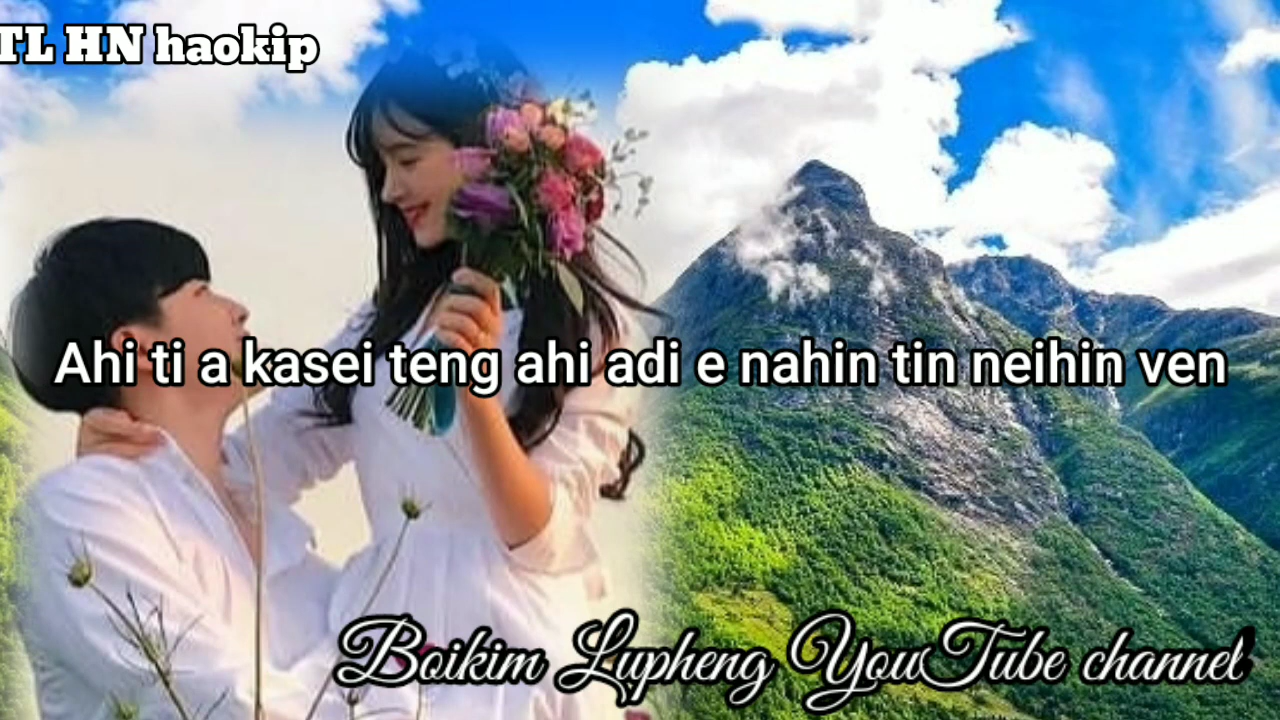 TL HN haokip
Ahi ti a kasei teng ahi adi e nahin tin neihin ven
Boikim Lupheng YouTube channel